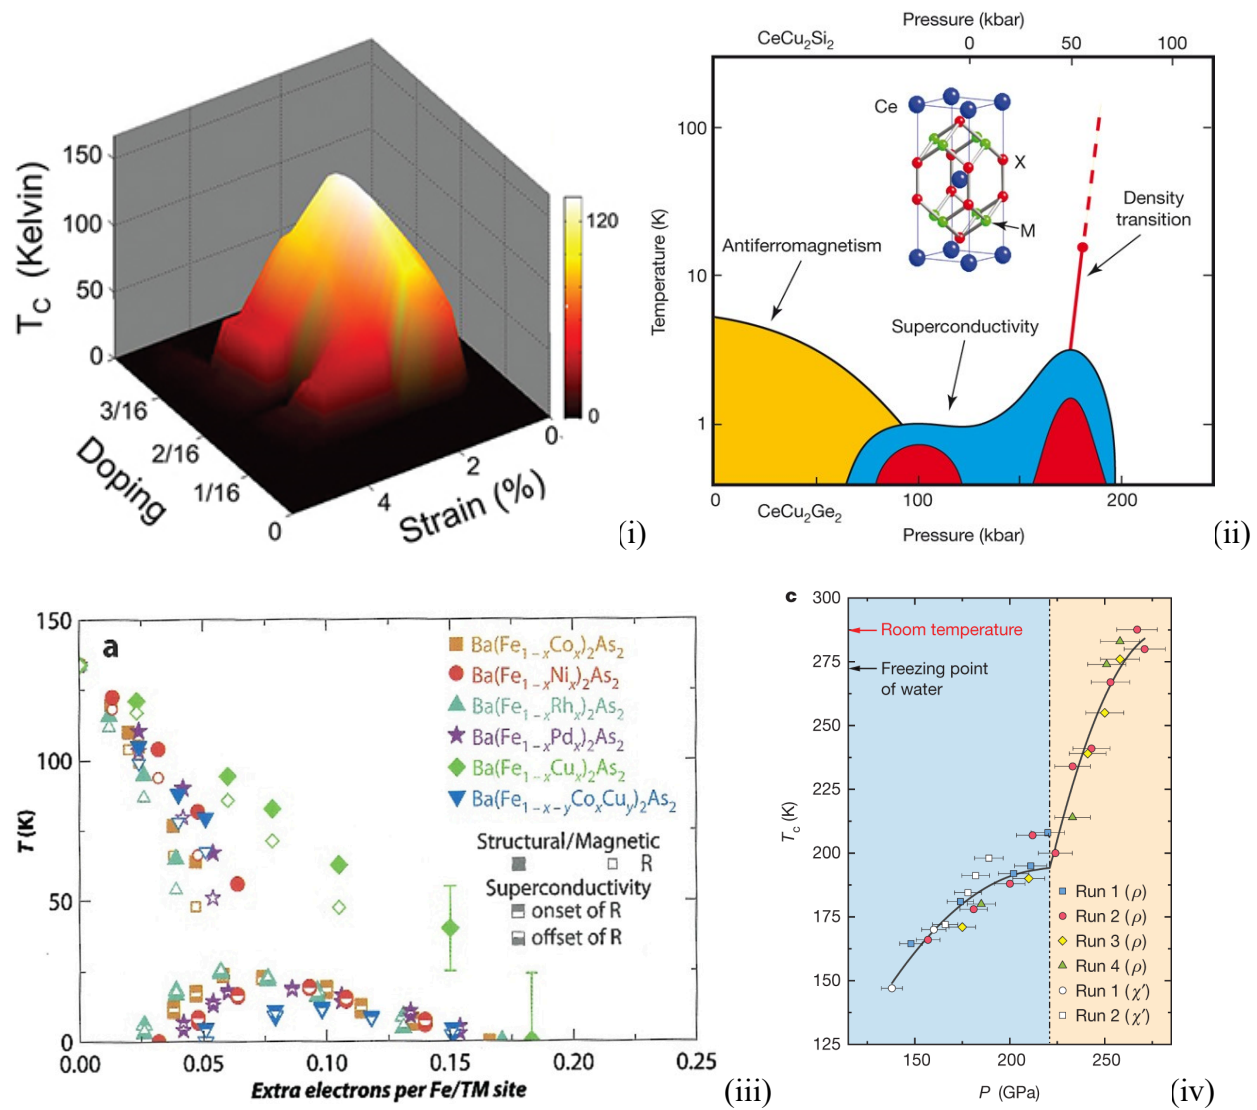 T_C (Kelvin)
150
100
50
0
3/16
2/16
1/16
0
Doping
4
2
0
Strain (%)
120
0
(i)
Pressure (kbar)
CeCu₂Si₂
0
50
100
Temperature (K)
100
10
1
Ce
X
M
Density
transition
Antiferromagnetism
Superconductivity
0
100
200
CeCu₂Ge₂
Pressure (kbar)
(ii)
a
T(K)
150
100
50
0
Ba(Fe₁₋ₓCoₓ)₂As₂
Ba(Fe₁₋ₓNiₓ)₂As₂
Ba(Fe₁₋ₓRhₓ)₂As₂
Ba(Fe₁₋ₓPdₓ)₂As₂
Ba(Fe₁₋ₓCuₓ)₂As₂
Ba(Fe_{1-x-y}CoₓCu_y)₂As₂
Structural/Magnetic
R
Superconductivity
onset of R
offset of R
0.00
0.05
0.10
0.15
0.20
0.25
Extra electrons per Fe/TM site
(iii)
c
300
275
250
225
200
175
150
125
T_c (K)
Room temperature
Freezing point
of water
Run 1 (ρ)
Run 2 (ρ)
Run 3 (ρ)
Run 4 (ρ)
Run 1 (χ′)
Run 2 (χ′)
150
200
250
P (GPa)
(iv)